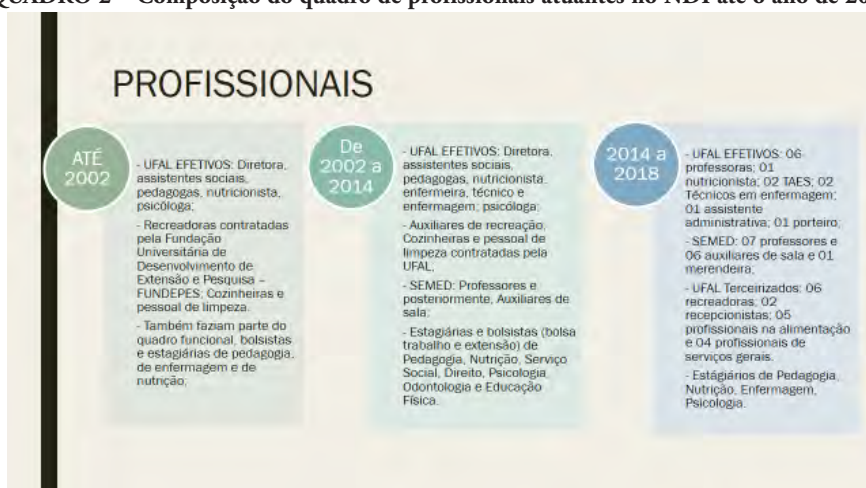 QUADRO 2 – Composição do quadro de profissionais atuantes no NDI até o ano de
PROFISSIONAIS
ATÉ
2002
- UFAL EFETIVOS: Diretora,
assistentes sociais,
pedagogas, nutricionista,
psicóloga;
- Recreadoras contratadas
pela Fundação
Universitária de
Desenvolvimento de
Extensão e Pesquisa –
FUNDEPES; Cozinheiras e
pessoal de limpeza.
- Também faziam parte do
quadro funcional, bolsistas
e estagiárias de pedagogia,
de enfermagem e de
nutrição;
De
2002 a
2014
- UFAL EFETIVOS: Diretora,
assistentes sociais,
pedagogas, nutricionista,
enfermeira, técnico e
enfermagem; psicóloga;
- Auxiliares de recreação,
Cozinheiras e pessoal de
limpeza contratadas pela
UFAL;
- SEMED: Professores e
posteriormente, Auxiliares de
sala;
- Estagiárias e bolsistas (bolsa
trabalho e extensão) de
Pedagogia, Nutrição, Serviço
Social, Direito, Psicologia,
Odontologia e Educação
Física.
2014 a
2018
- UFAL EFETIVOS: 06
professoras; 01
nutricionista; 02 TAES; 02
Técnicos em enfermagem;
01 assistente
administrativa; 01 porteiro;
- SEMED: 07 professores e
06 auxiliares de sala e 01
merendeira;
- UFAL Terceirizados: 06
recreadoras; 02
recepcionistas; 05
profissionais na alimentação
e 04 profissionais de
serviços gerais.
- Estágiários de Pedagogia,
Nutrição, Enfermagem,
Psicologia.